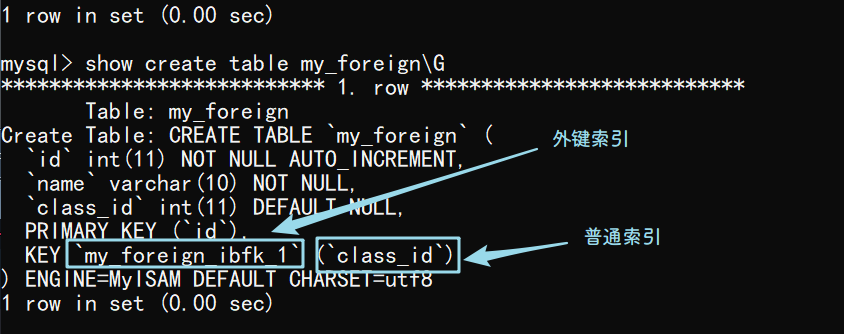 1 row in set (0.00 sec)
mysql> show create table my_foreign\G
*************************** 1. row ***************************
Table: my_foreign
Create Table: CREATE TABLE `my_foreign` (
`id` int(11) NOT NULL AUTO_INCREMENT,
外键索引
`name` varchar(10) NOT NULL,
`class_id` int(11) DEFAULT NULL,
PRIMARY KEY (`id`),
普通索引
KEY `my_foreign_ibfk_1` (`class_id`)
) ENGINE=MyISAM DEFAULT CHARSET=utf8
1 row in set (0.00 sec)